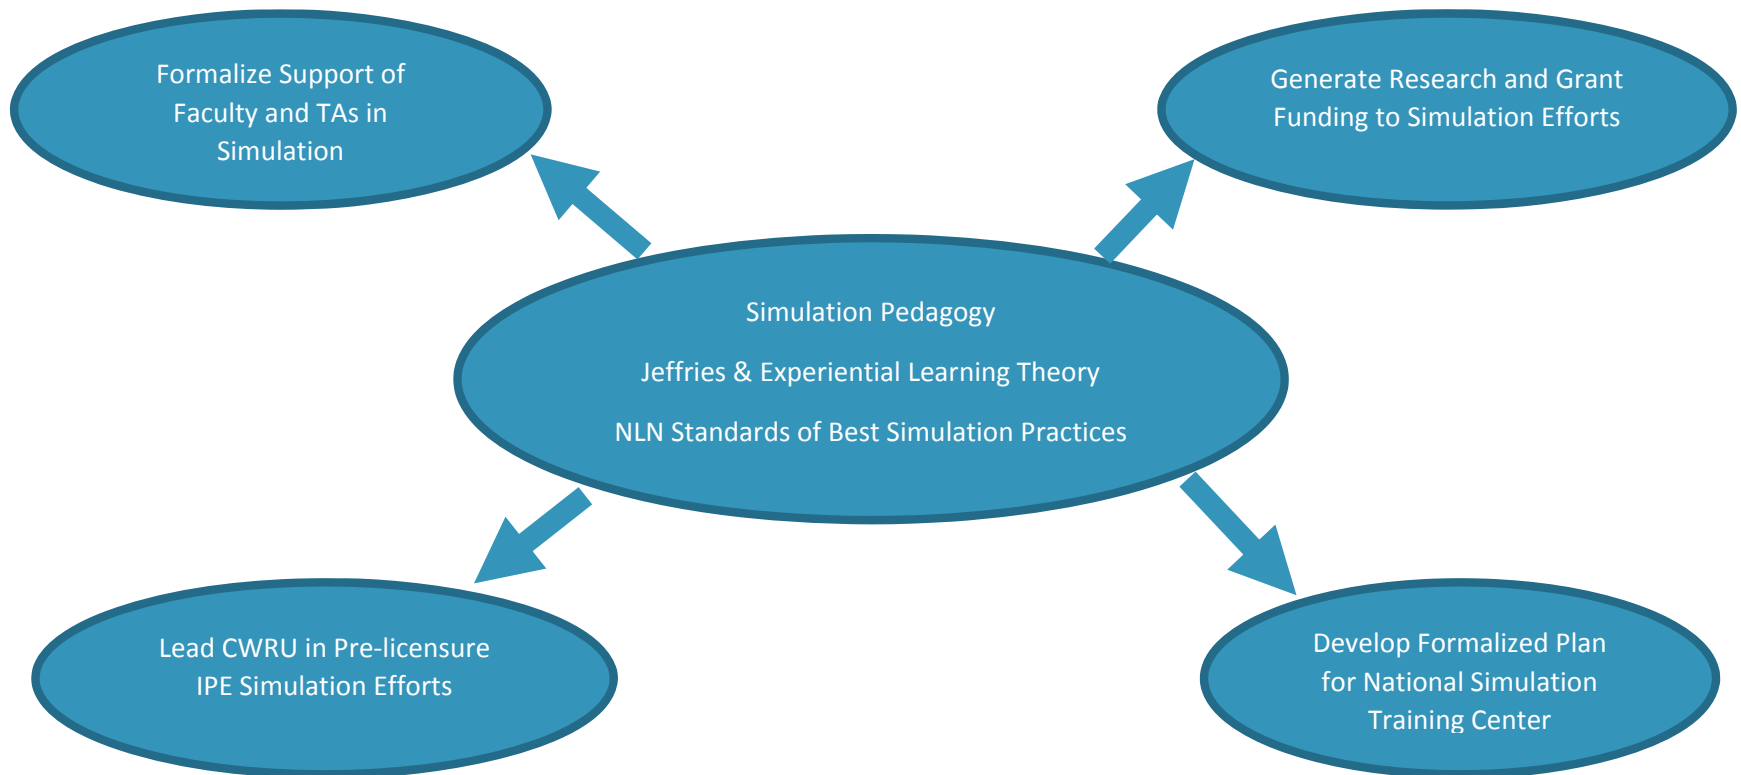 Formalize Support of
Faculty and TAs in
Simulation
Generate Research and Grant
Funding to Simulation Efforts
Simulation Pedagogy
Jeffries & Experiential Learning Theory
NLN Standards of Best Simulation Practices
Lead CWRU in Pre-licensure
IPE Simulation Efforts
Develop Formalized Plan
for National Simulation
Training Center